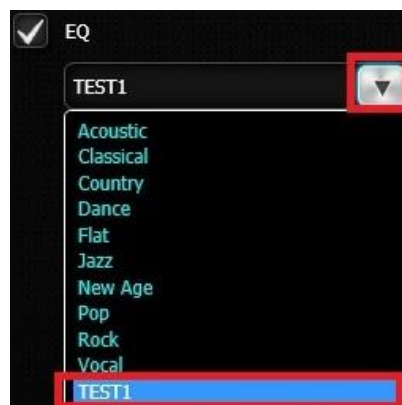 EQ
TEST1
Acoustic
Classical
Country
Dance
Flat
Jazz
New Age
Pop
Rock
Vocal
TEST1